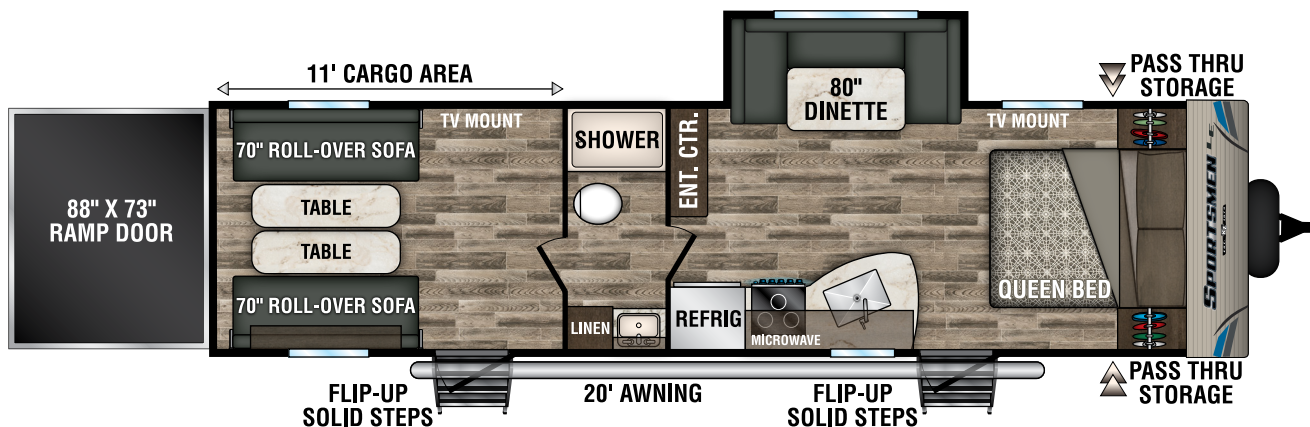 11' CARGO AREA
PASS THRU
STORAGE
80"
DINETTE
TV MOUNT
TV MOUNT
70" ROLL-OVER SOFA
SHOWER
ENT. CTR.
88" X 73"
RAMP DOOR
TABLE
TABLE
SPORTSMEN LE
QUEEN BED
70" ROLL-OVER SOFA
LINEN
REFRIG
MICROWAVE
FLIP-UP
SOLID STEPS
20' AWNING
FLIP-UP
SOLID STEPS
PASS THRU
STORAGE